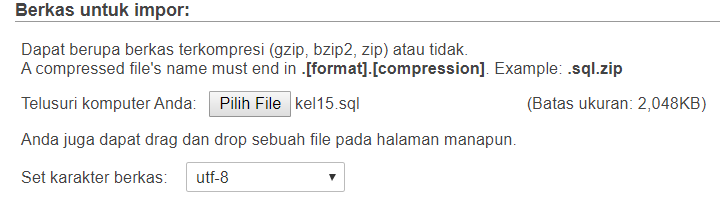 Berkas untuk impor:
Dapat berupa berkas terkompresi (gzip, bzip2, zip) atau tidak.
A compressed file's name must end in .[format].[compression]. Example: .sql.zip
Telusuri komputer Anda: Pilih File kel15.sql (Batas ukuran: 2,048KB)
Anda juga dapat drag dan drop sebuah file pada halaman manapun.
Set karakter berkas: utf-8